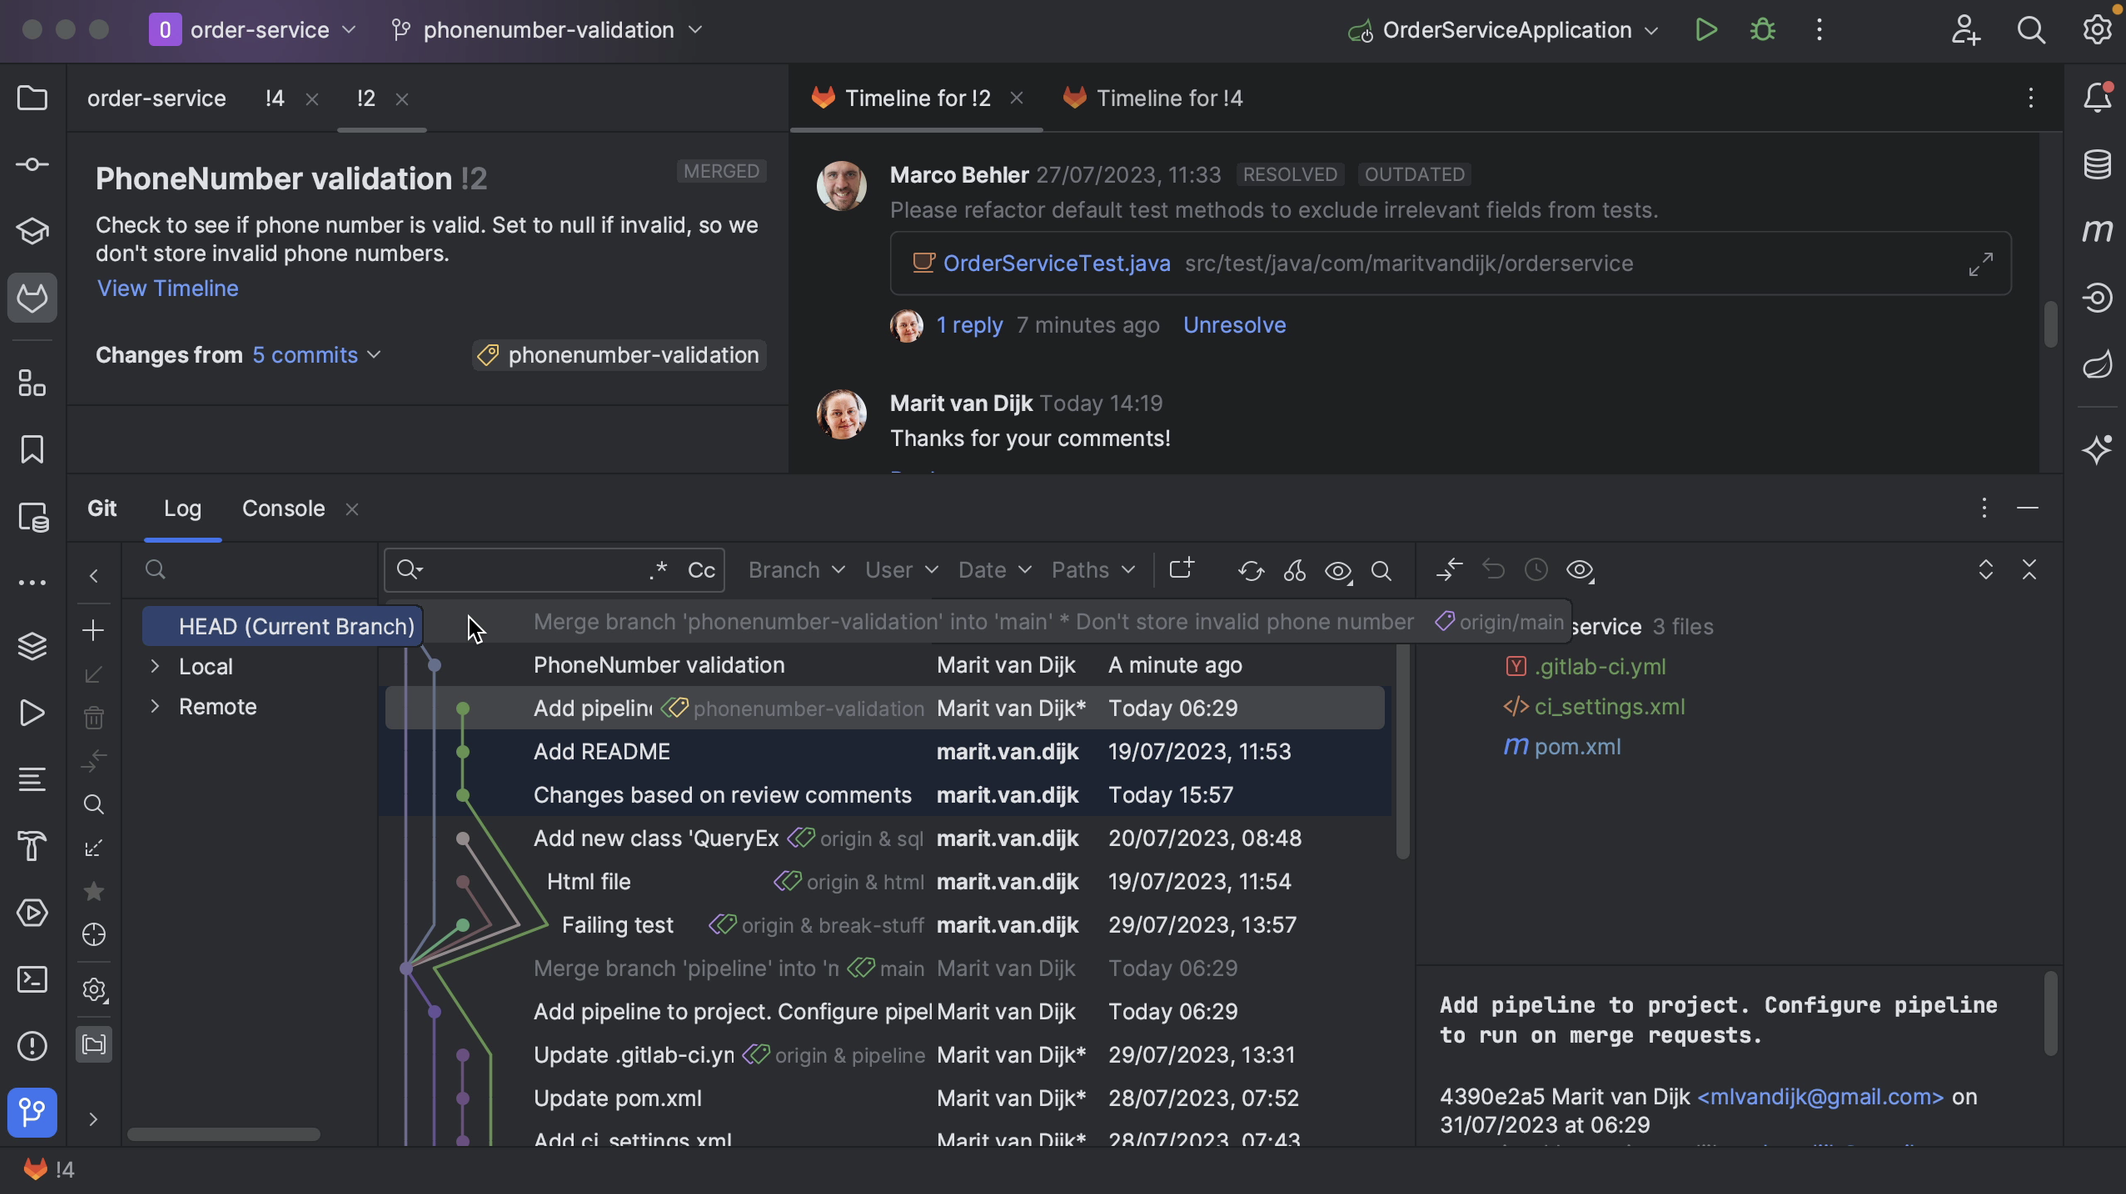 order-service
phonenumber-validation
OrderServiceApplication
order-service
!4
!2
Timeline for !2
Timeline for !4
PhoneNumber validation !2
MERGED
Check to see if phone number is valid. Set to null if invalid, so we
don't store invalid phone numbers.
View Timeline
Changes from 5 commits
phonenumber-validation
Marco Behler 27/07/2023, 11:33 RESOLVED OUTDATED
Please refactor default test methods to exclude irrelevant fields from tests.
OrderServiceTest.java src/test/java/com/maritvandijk/orderservice
1 reply 7 minutes ago Unresolve
Marit van Dijk Today 14:19
Thanks for your comments!
Git Log Console
.* Cc Branch User Date Paths
HEAD (Current Branch)
Local
Remote
Merge branch 'phonenumber-validation' into 'main' * Don't store invalid phone number origin/main
PhoneNumber validation Marit van Dijk A minute ago
Add pipelin phonenumber-validation Marit van Dijk* Today 06:29
Add README marit.van.dijk 19/07/2023, 11:53
Changes based on review comments marit.van.dijk Today 15:57
Add new class 'QueryEx origin & sql marit.van.dijk 20/07/2023, 08:48
Html file origin & html marit.van.dijk 19/07/2023, 11:54
Failing test origin & break-stuff marit.van.dijk 29/07/2023, 13:57
Merge branch 'pipeline' into 'n main Marit van Dijk Today 06:29
Add pipeline to project. Configure pipel Marit van Dijk Today 06:29
Update .gitlab-ci.yn origin & pipeline Marit van Dijk* 29/07/2023, 13:31
Update pom.xml Marit van Dijk* 28/07/2023, 07:52
Add ci_settings.xml Marit van Dijk* 28/07/2023, 07:43
service 3 files
.gitlab-ci.yml
ci_settings.xml
pom.xml
Add pipeline to project. Configure pipeline
to run on merge requests.
4390e2a5 Marit van Dijk <mlvandijk@gmail.com> on
31/07/2023 at 06:29
!4